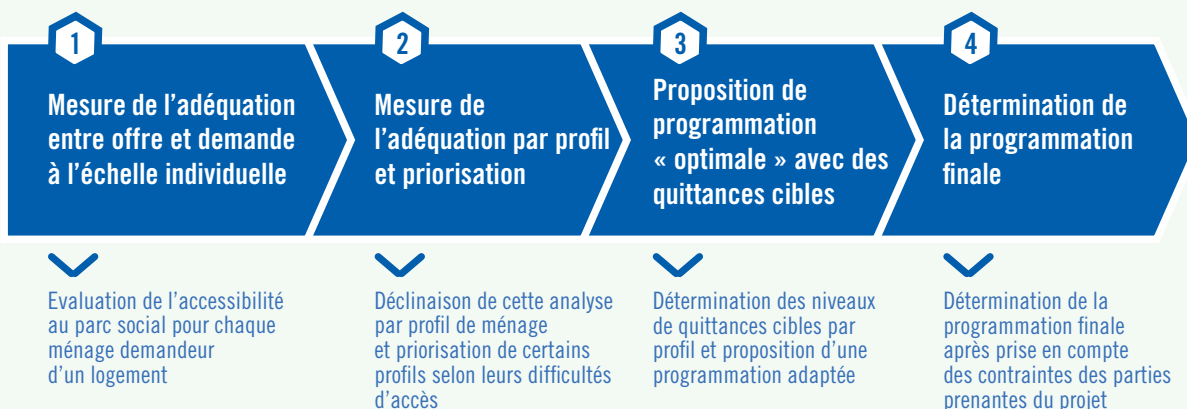 1
Mesure de l’adéquation
entre offre et demande
à l’échelle individuelle
Evaluation de l’accessibilité
au parc social pour chaque
ménage demandeur
d’un logement
2
Mesure de
l’adéquation par profil
et priorisation
Déclinaison de cette analyse
par profil de ménage
et priorisation de certains
profils selon leurs difficultés
d’accès
3
Proposition de
programmation
« optimale » avec des
quittances cibles
Détermination des niveaux
de quittances cibles par
profil et proposition d’une
programmation adaptée
4
Détermination de
la programmation
finale
Détermination de la
programmation finale
après prise en compte
des contraintes des parties
prenantes du projet